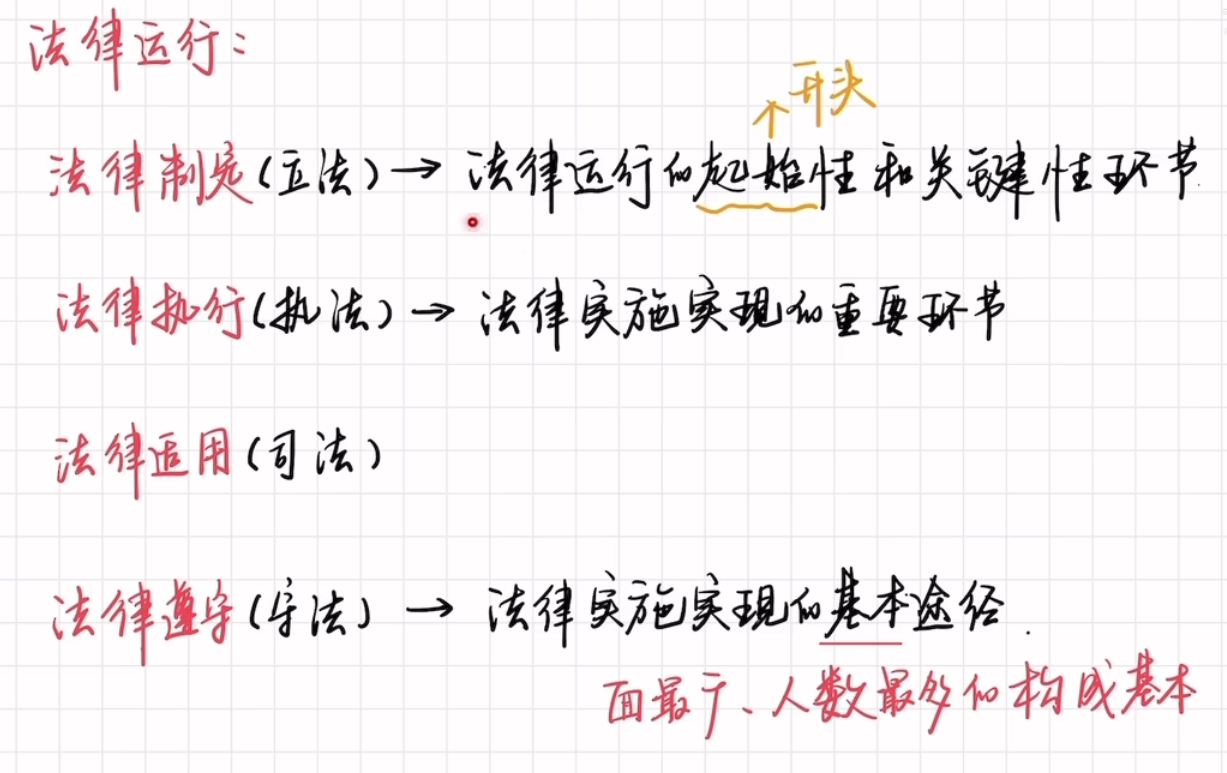 法律运行：
开头
法律制定(立法)→法律运行的起始性和关键性环节.
法律执行(执法)→法律实施实现的重要环节
法律适用(司法)
法律遵守(守法)→法律实施实现的基本途径.
面最广、人数最多的构成基本